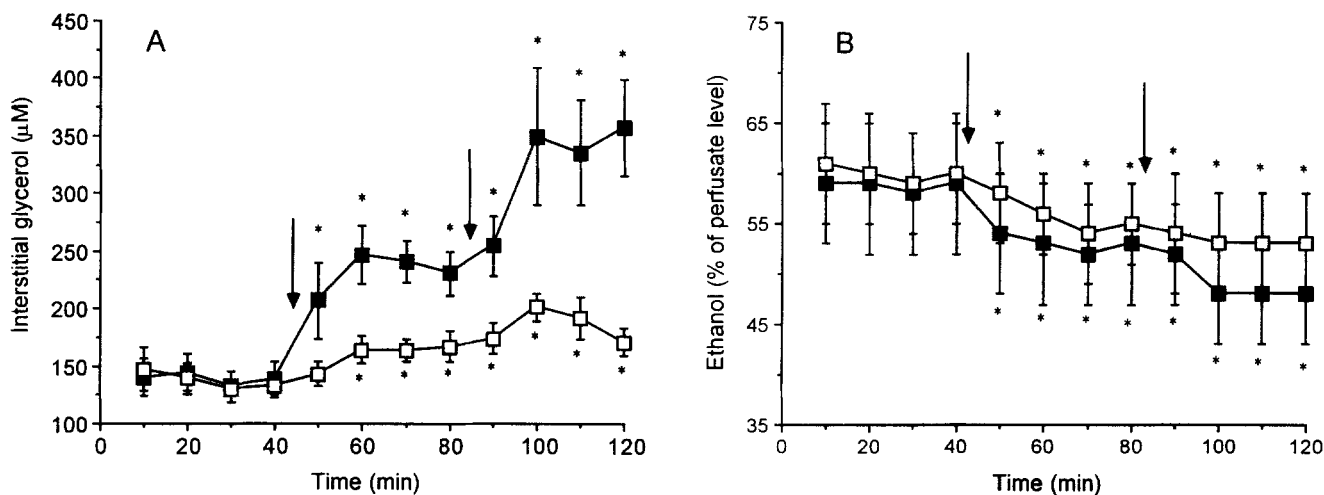 A
Interstitial glycerol (µM)
450
400
350
300
250
200
150
100
0 20 40 60 80 100 120
Time (min)
* * * * * * * *
* * * * * * *
B
Ethanol (% of perfusate level)
75
65
55
45
35
0 20 40 60 80 100 120
Time (min)
* * * * * * * *
* * * * * * * *